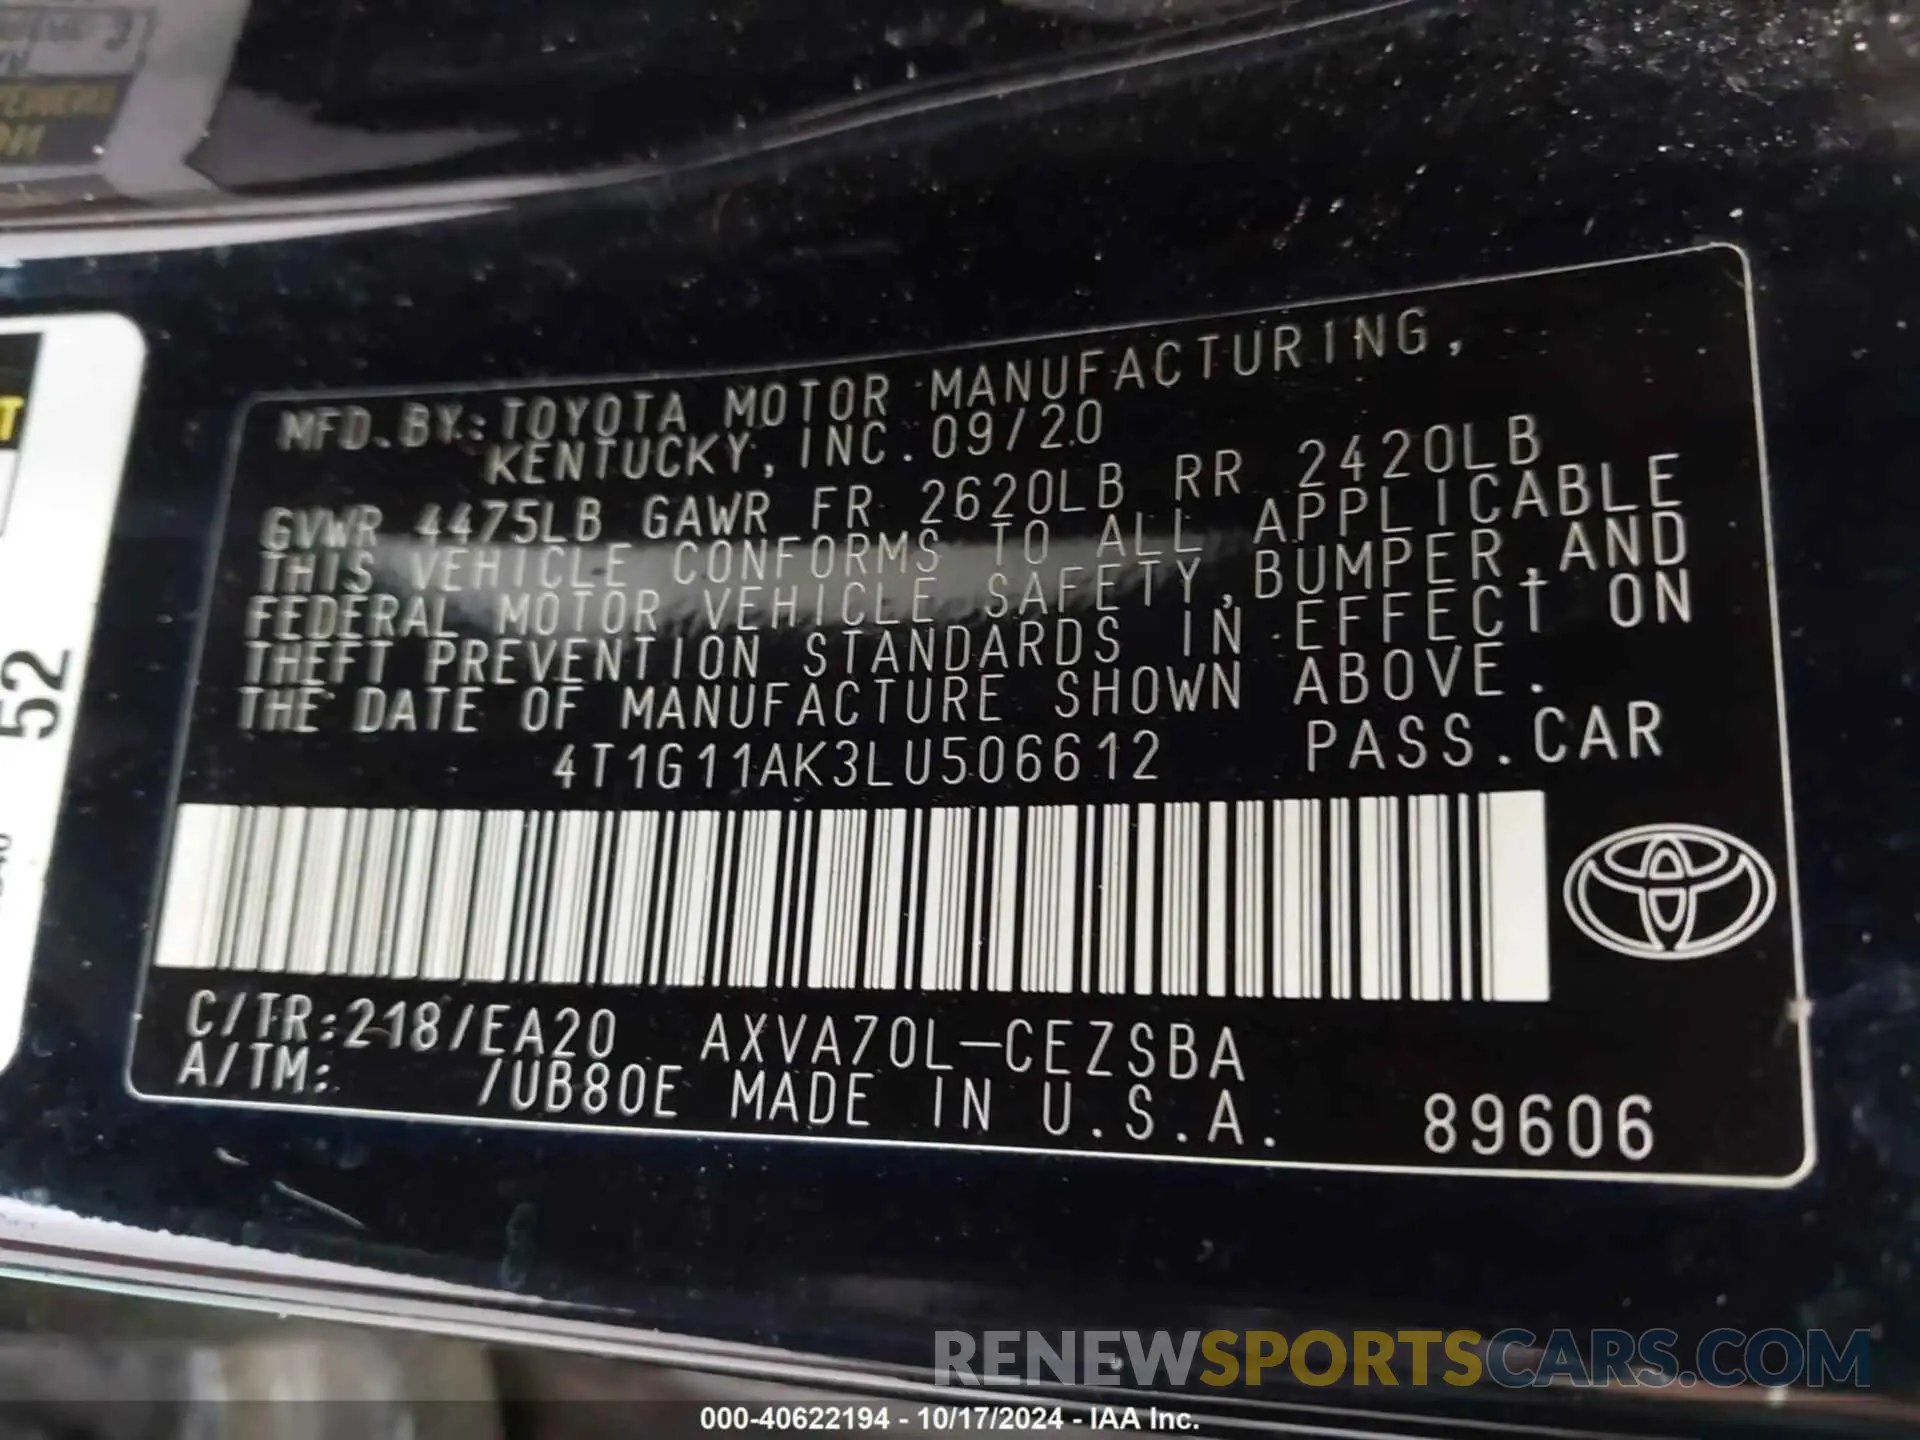 MFD.BY:TOYOTA MOTOR MANUFACTURING,
KENTUCKY, INC. 09/20
GVWR 4475LB GAWR FR 2620LB RR 2420LB
THIS VEHICLE CONFORMS TO ALL APPLICABLE
FEDERAL MOTOR VEHICLE SAFETY,BUMPER,AND
THEFT PREVENTION STANDARDS IN EFFECT ON
THE DATE OF MANUFACTURE SHOWN ABOVE.
4T1G11AK3LU506612 PASS.CAR
C/TR:218/EA20 AXVA70L-CEZSBA
A/TM: /UB80E MADE IN U.S.A. 89606
52
RENEWSPORTSCARS.COM
000-40622194 - 10/17/2024 - IAA Inc.